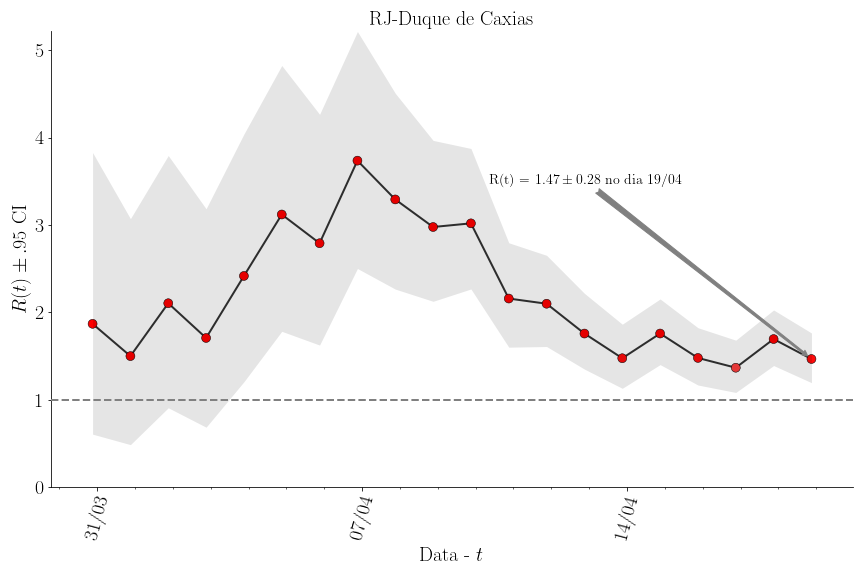 RJ-Duque de Caxias
5
4
3
2
1
0
R(t) ± .95 CI
R(t) = 1.47 ± 0.28 no dia 19/04
31/03
07/04
14/04
Data - t